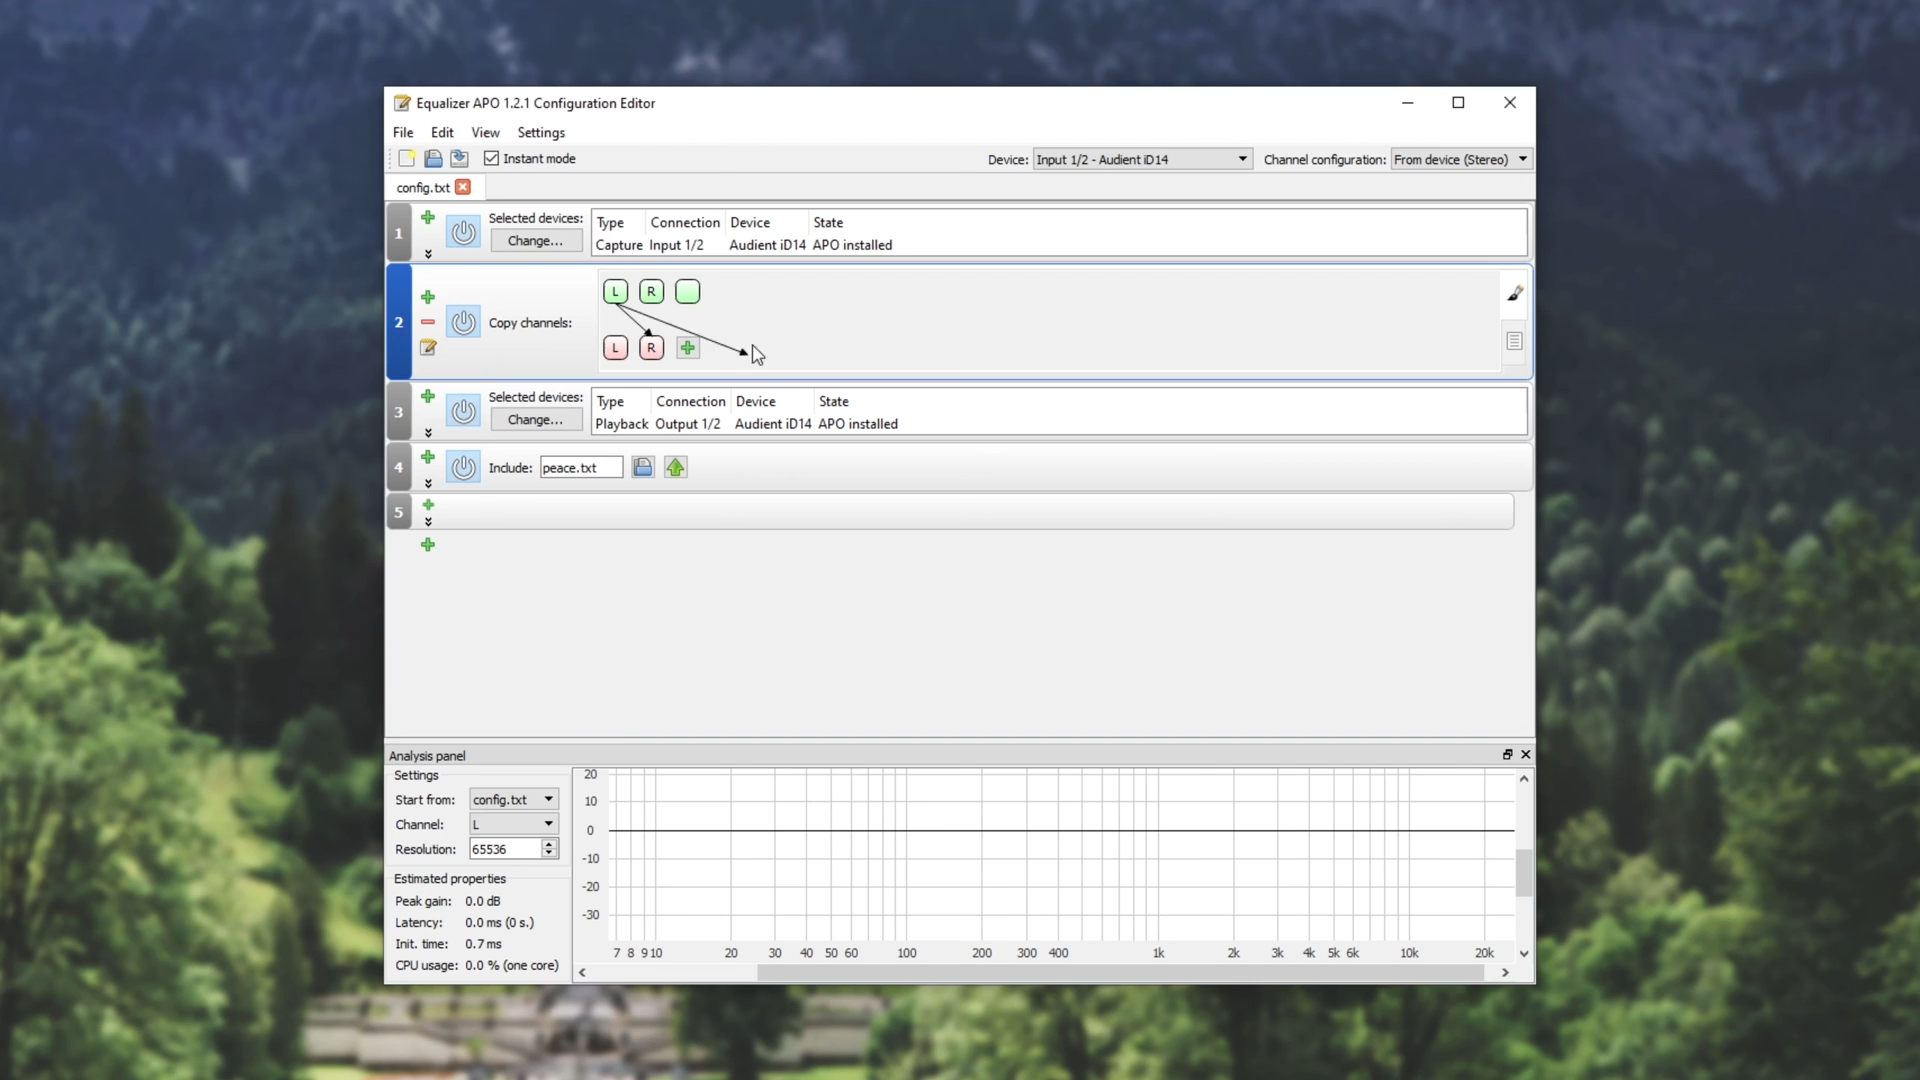 Equalizer APO 1.2.1 Configuration Editor
File Edit View Settings
Instant mode Device: Input 1/2 - Audient iD14 Channel configuration: From device (Stereo)
config.txt
1 Selected devices: Change... Type Connection Device State
Capture Input 1/2 Audient iD14 APO installed
2 Copy channels: L R
L R
3 Selected devices: Change... Type Connection Device State
Playback Output 1/2 Audient iD14 APO installed
4 Include: peace.txt
5
Analysis panel
Settings
Start from: config.txt
Channel: L
Resolution: 65536
Estimated properties
Peak gain: 0.0 dB
Latency: 0.0 ms (0 s.)
Init. time: 0.7 ms
CPU usage: 0.0 % (one core)
20
10
0
-10
-20
-30
7 8 9 10 20 30 40 50 60 100 200 300 400 1k 2k 3k 4k 5k 6k 10k 20k